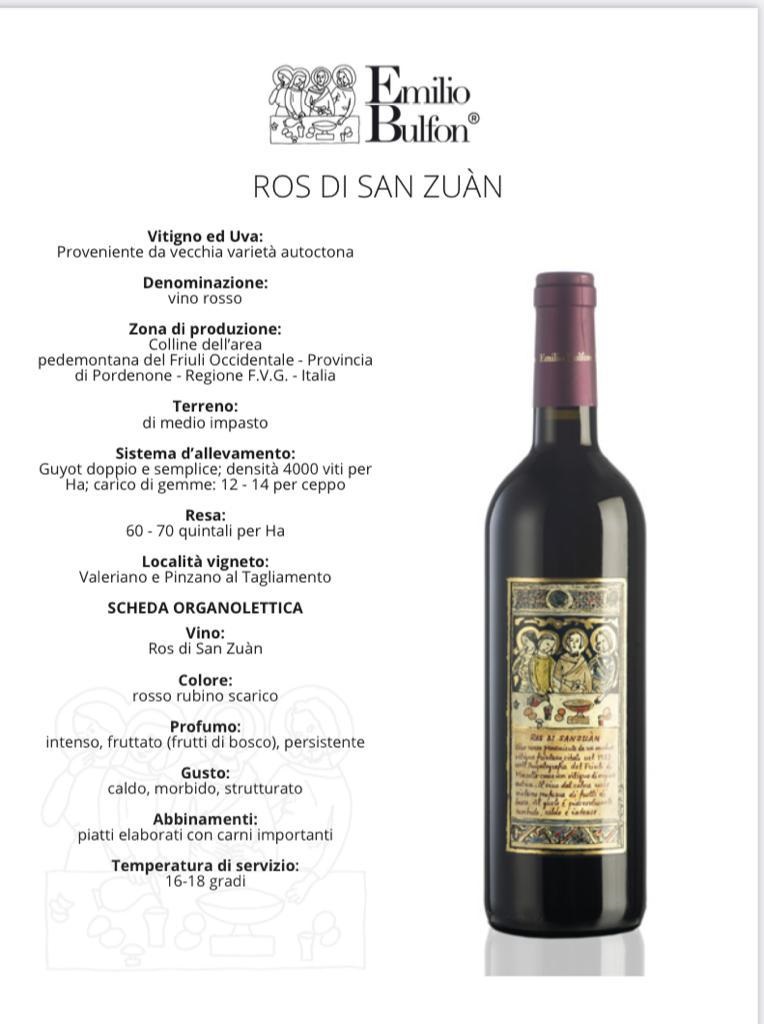 Emilio
Bulfon®
ROS DI SAN ZUÀN
Vitigno ed Uva:
Proveniente da vecchia varietà autoctona
Denominazione:
vino rosso
Zona di produzione:
Colline dell’area
pedemontana del Friuli Occidentale - Provincia
di Pordenone - Regione F.V.G. - Italia
Terreno:
di medio impasto
Sistema d’allevamento:
Guyot doppio e semplice; densità 4000 viti per
Ha; carico di gemme: 12 - 14 per ceppo
Resa:
60 - 70 quintali per Ha
Località vigneto:
Valeriano e Pinzano al Tagliamento
SCHEDA ORGANOLETTICA
Vino:
Ros di San Zuàn
Colore:
rosso rubino scarico
Profumo:
intenso, fruttato (frutti di bosco), persistente
Gusto:
caldo, morbido, strutturato
Abbinamenti:
piatti elaborati con carni importanti
Temperatura di servizio:
16-18 gradi
Emilio Bulfon
ROS DI SANZUÀN